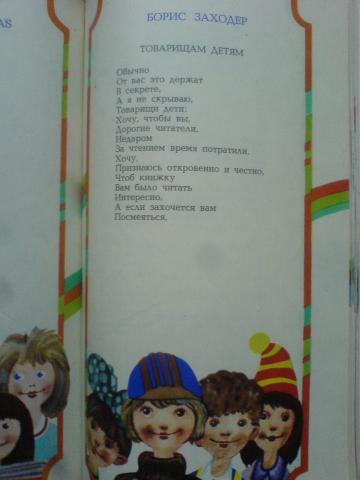 AS
БОРИС ЗАХОДЕР
ТОВАРИЩАМ ДЕТЯМ
Обычно
От вас это держат
В секрете,
А я не скрываю,
Товарищи дети:
Хочу, чтобы вы,
Дорогие читатели,
Недаром
За чтением время потратили.
Хочу,
Признаюсь откровенно и честно,
Чтоб книжку
Вам было читать
Интересно,
А если захочется вам
Посмеяться,